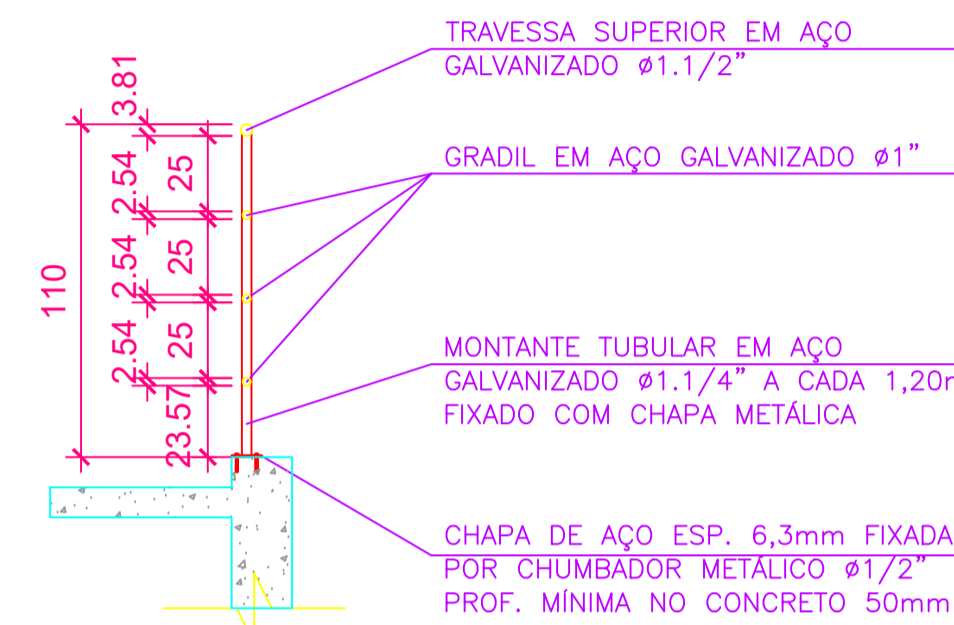 TRAVESSA SUPERIOR EM AÇO
GALVANIZADO ø1.1/2"
GRADIL EM AÇO GALVANIZADO ø1"
MONTANTE TUBULAR EM AÇO
GALVANIZADO ø1.1/4" A CADA 1,20m
FIXADO COM CHAPA METÁLICA
CHAPA DE AÇO ESP. 6,3mm FIXADA
POR CHUMBADOR METÁLICO ø1/2"
PROF. MÍNIMA NO CONCRETO 50mm
110
3.81
2.54
25
2.54
25
2.54
25
23.57